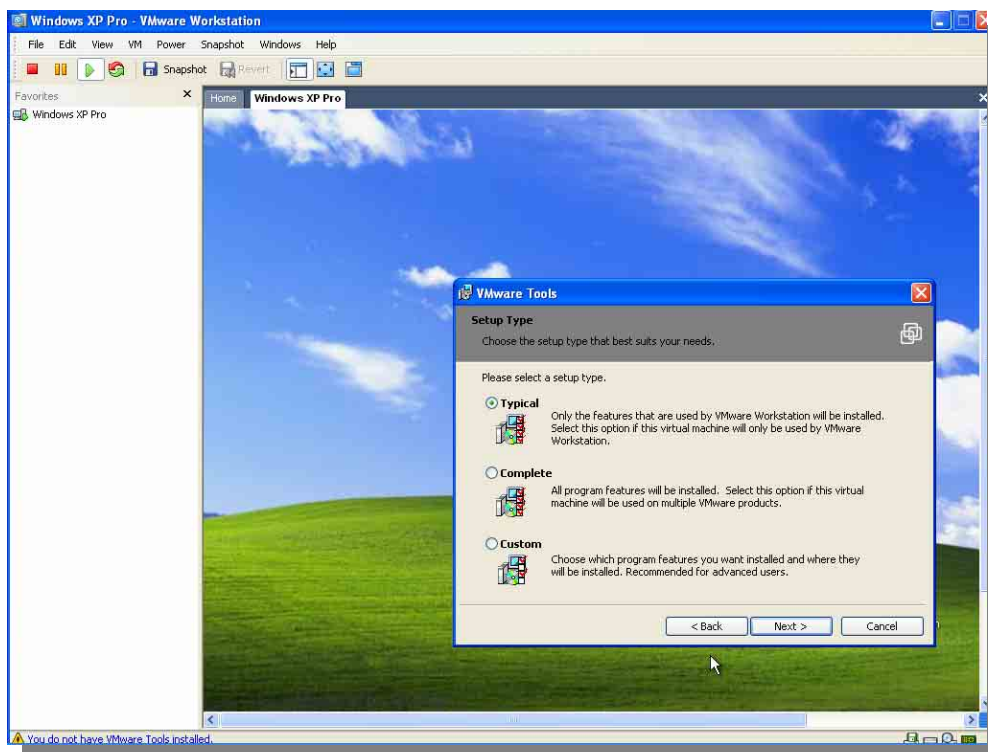 Windows XP Pro - VMware Workstation
File Edit View VM Power Snapshot Windows Help
Snapshot Revert
Favorites
Home Windows XP Pro
Windows XP Pro
VMware Tools
Setup Type
Choose the setup type that best suits your needs.
Please select a setup type.
Typical
Only the features that are used by VMware Workstation will be installed.
Select this option if this virtual machine will only be used by VMware
Workstation.
Complete
All program features will be installed. Select this option if this virtual
machine will be used on multiple VMware products.
Custom
Choose which program features you want installed and where they
will be installed. Recommended for advanced users.
< Back Next > Cancel
You do not have VMware Tools installed.